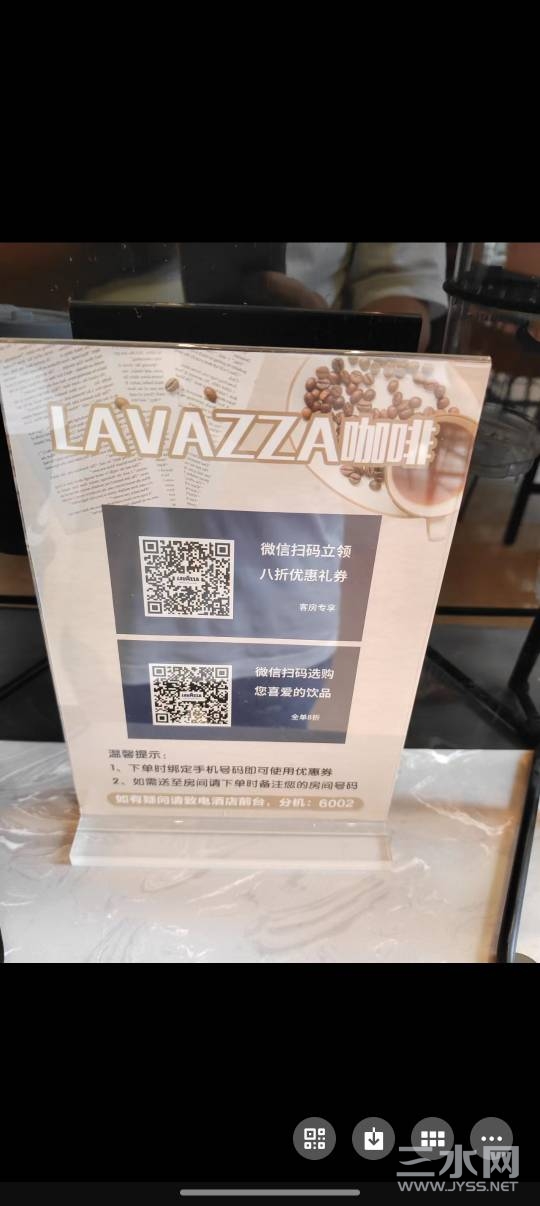 LAVAZZA咖啡
微信扫码立领
八折优惠礼券
客房专享
LAVAZZA
微信扫码选购
您喜爱的饮品
全单8折
LAVAZZA
温馨提示：
1、下单时绑定手机号码即可使用优惠券
2、如需送至房间请下单时备注您的房间号码
如有疑问请致电酒店前台，分机：6002
三水网
WWW.JYSS.NET